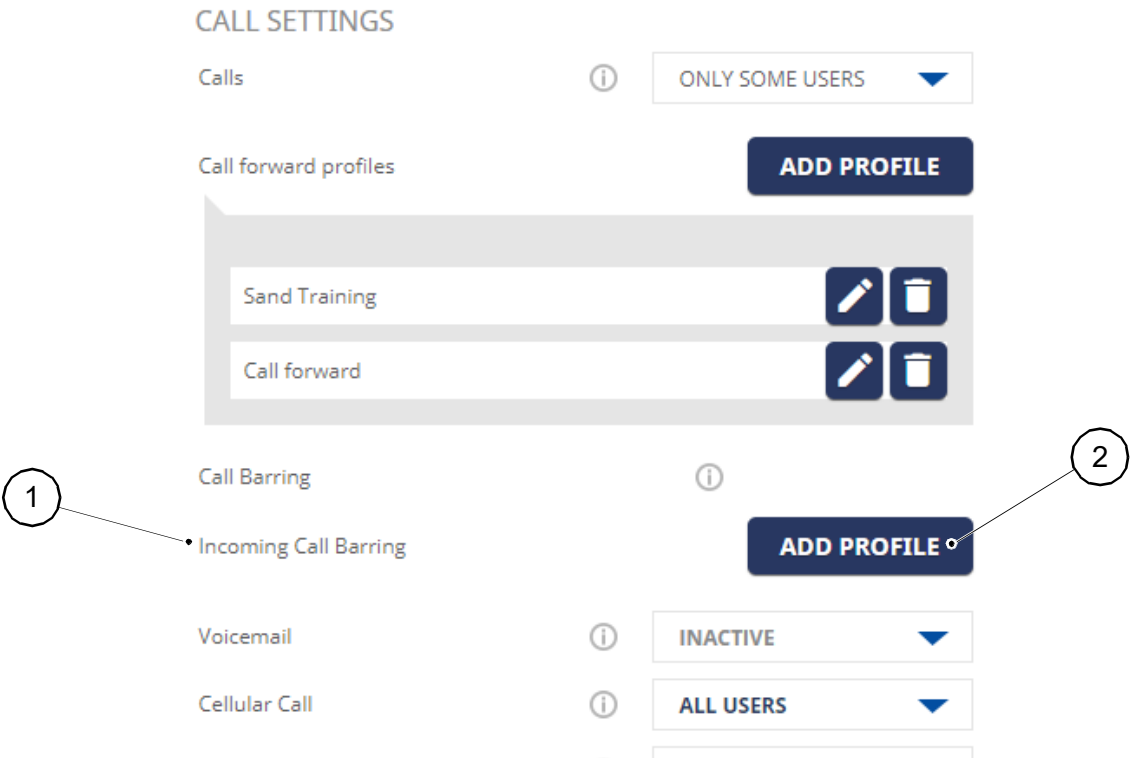 CALL SETTINGS
Calls ONLY SOME USERS
Call forward profiles ADD PROFILE
Sand Training
Call forward
Call Barring
2
1
Incoming Call Barring ADD PROFILE
Voicemail INACTIVE
Cellular Call ALL USERS